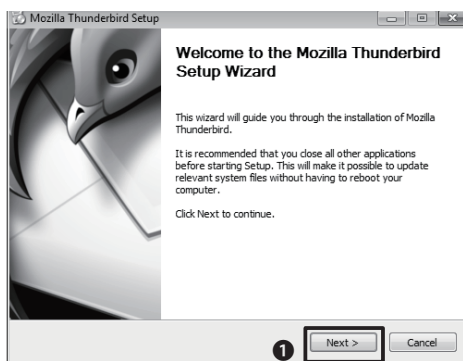 Mozilla Thunderbird Setup
Welcome to the Mozilla Thunderbird
Setup Wizard
This wizard will guide you through the installation of Mozilla
Thunderbird.
It is recommended that you close all other applications
before starting Setup. This will make it possible to update
relevant system files without having to reboot your
computer.
Click Next to continue.
1 Next > Cancel